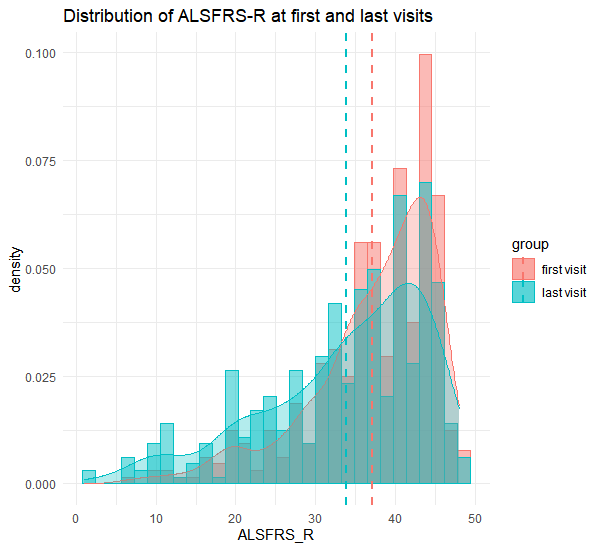 Distribution of ALSFRS-R at first and last visits
0.100
0.075
0.050
0.025
0.000
density
0 10 20 30 40 50
ALSFRS_R
group
first visit
last visit